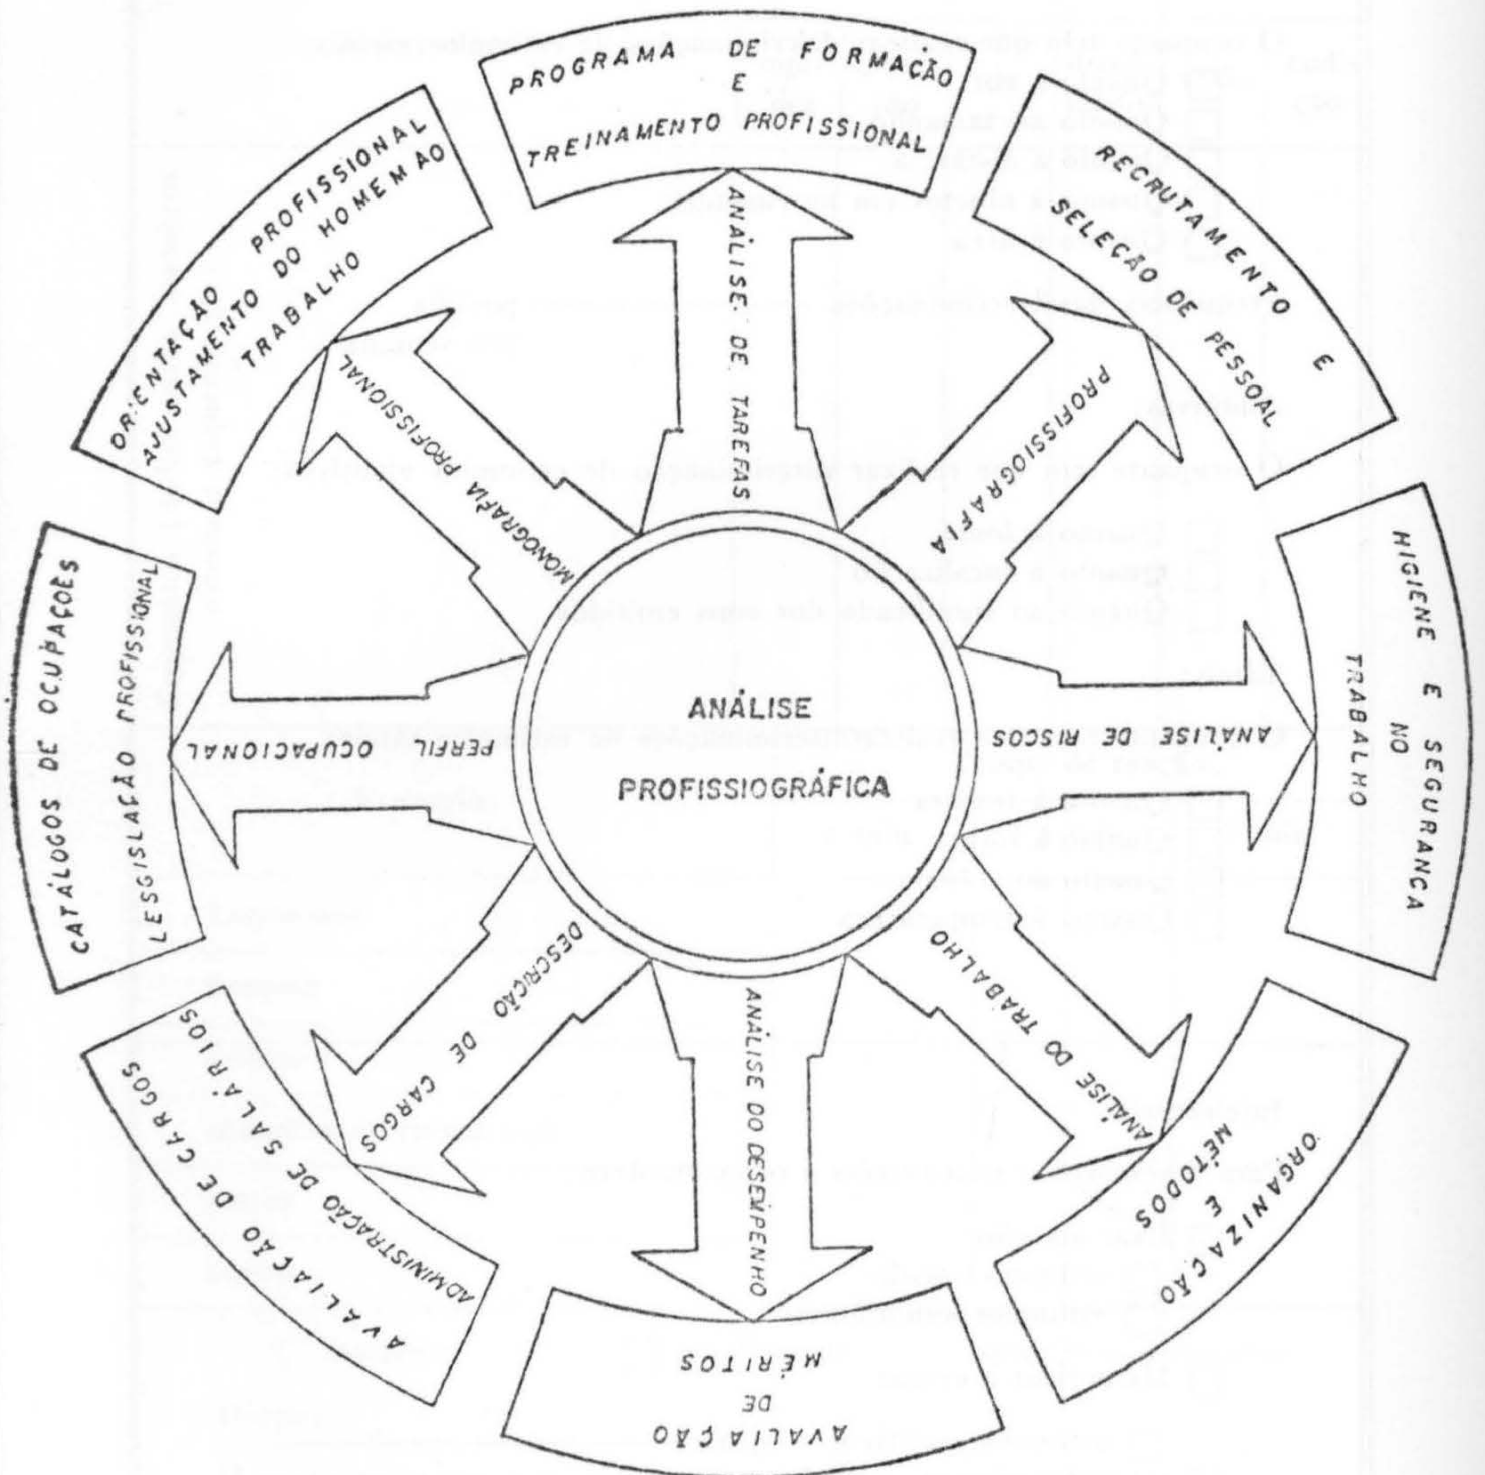 PROGRAMA DE FORMAÇÃO
E
TREINAMENTO PROFISSIONAL
ANÁLISE DE TAREFAS
RECRUTAMENTO E
SELEÇÃO DE PESSOAL
PROFISSIOGRAFIA
HIGIENE E SEGURANCA
NO
TRABALHO
ANÁLISE DE RISCOS
ORGANIZAÇÃO
E
MÉTODOS
ANÁLISE DO TRABALHO
AVALIAÇÃO
DE
MÉRITOS
ANÁLISE DO DESEMPENHO
AVALIAÇÃO DE CARGOS
ADMINISTRAÇÃO DE SALÁRIOS
DESCRIÇÃO DE CARGOS
CATÁLOGOS DE OCUPAÇÕES
LESGISLAÇÃO PROFISSIONAL
PERFIL OCUPACIONAL
ORIENTAÇÃO PROFISSIONAL
AJUSTAMENTO DO HOMEM AO
TRABALHO
MONOGRAFIA PROFISSIONAL
ANÁLISE
PROFISSIOGRÁFICA